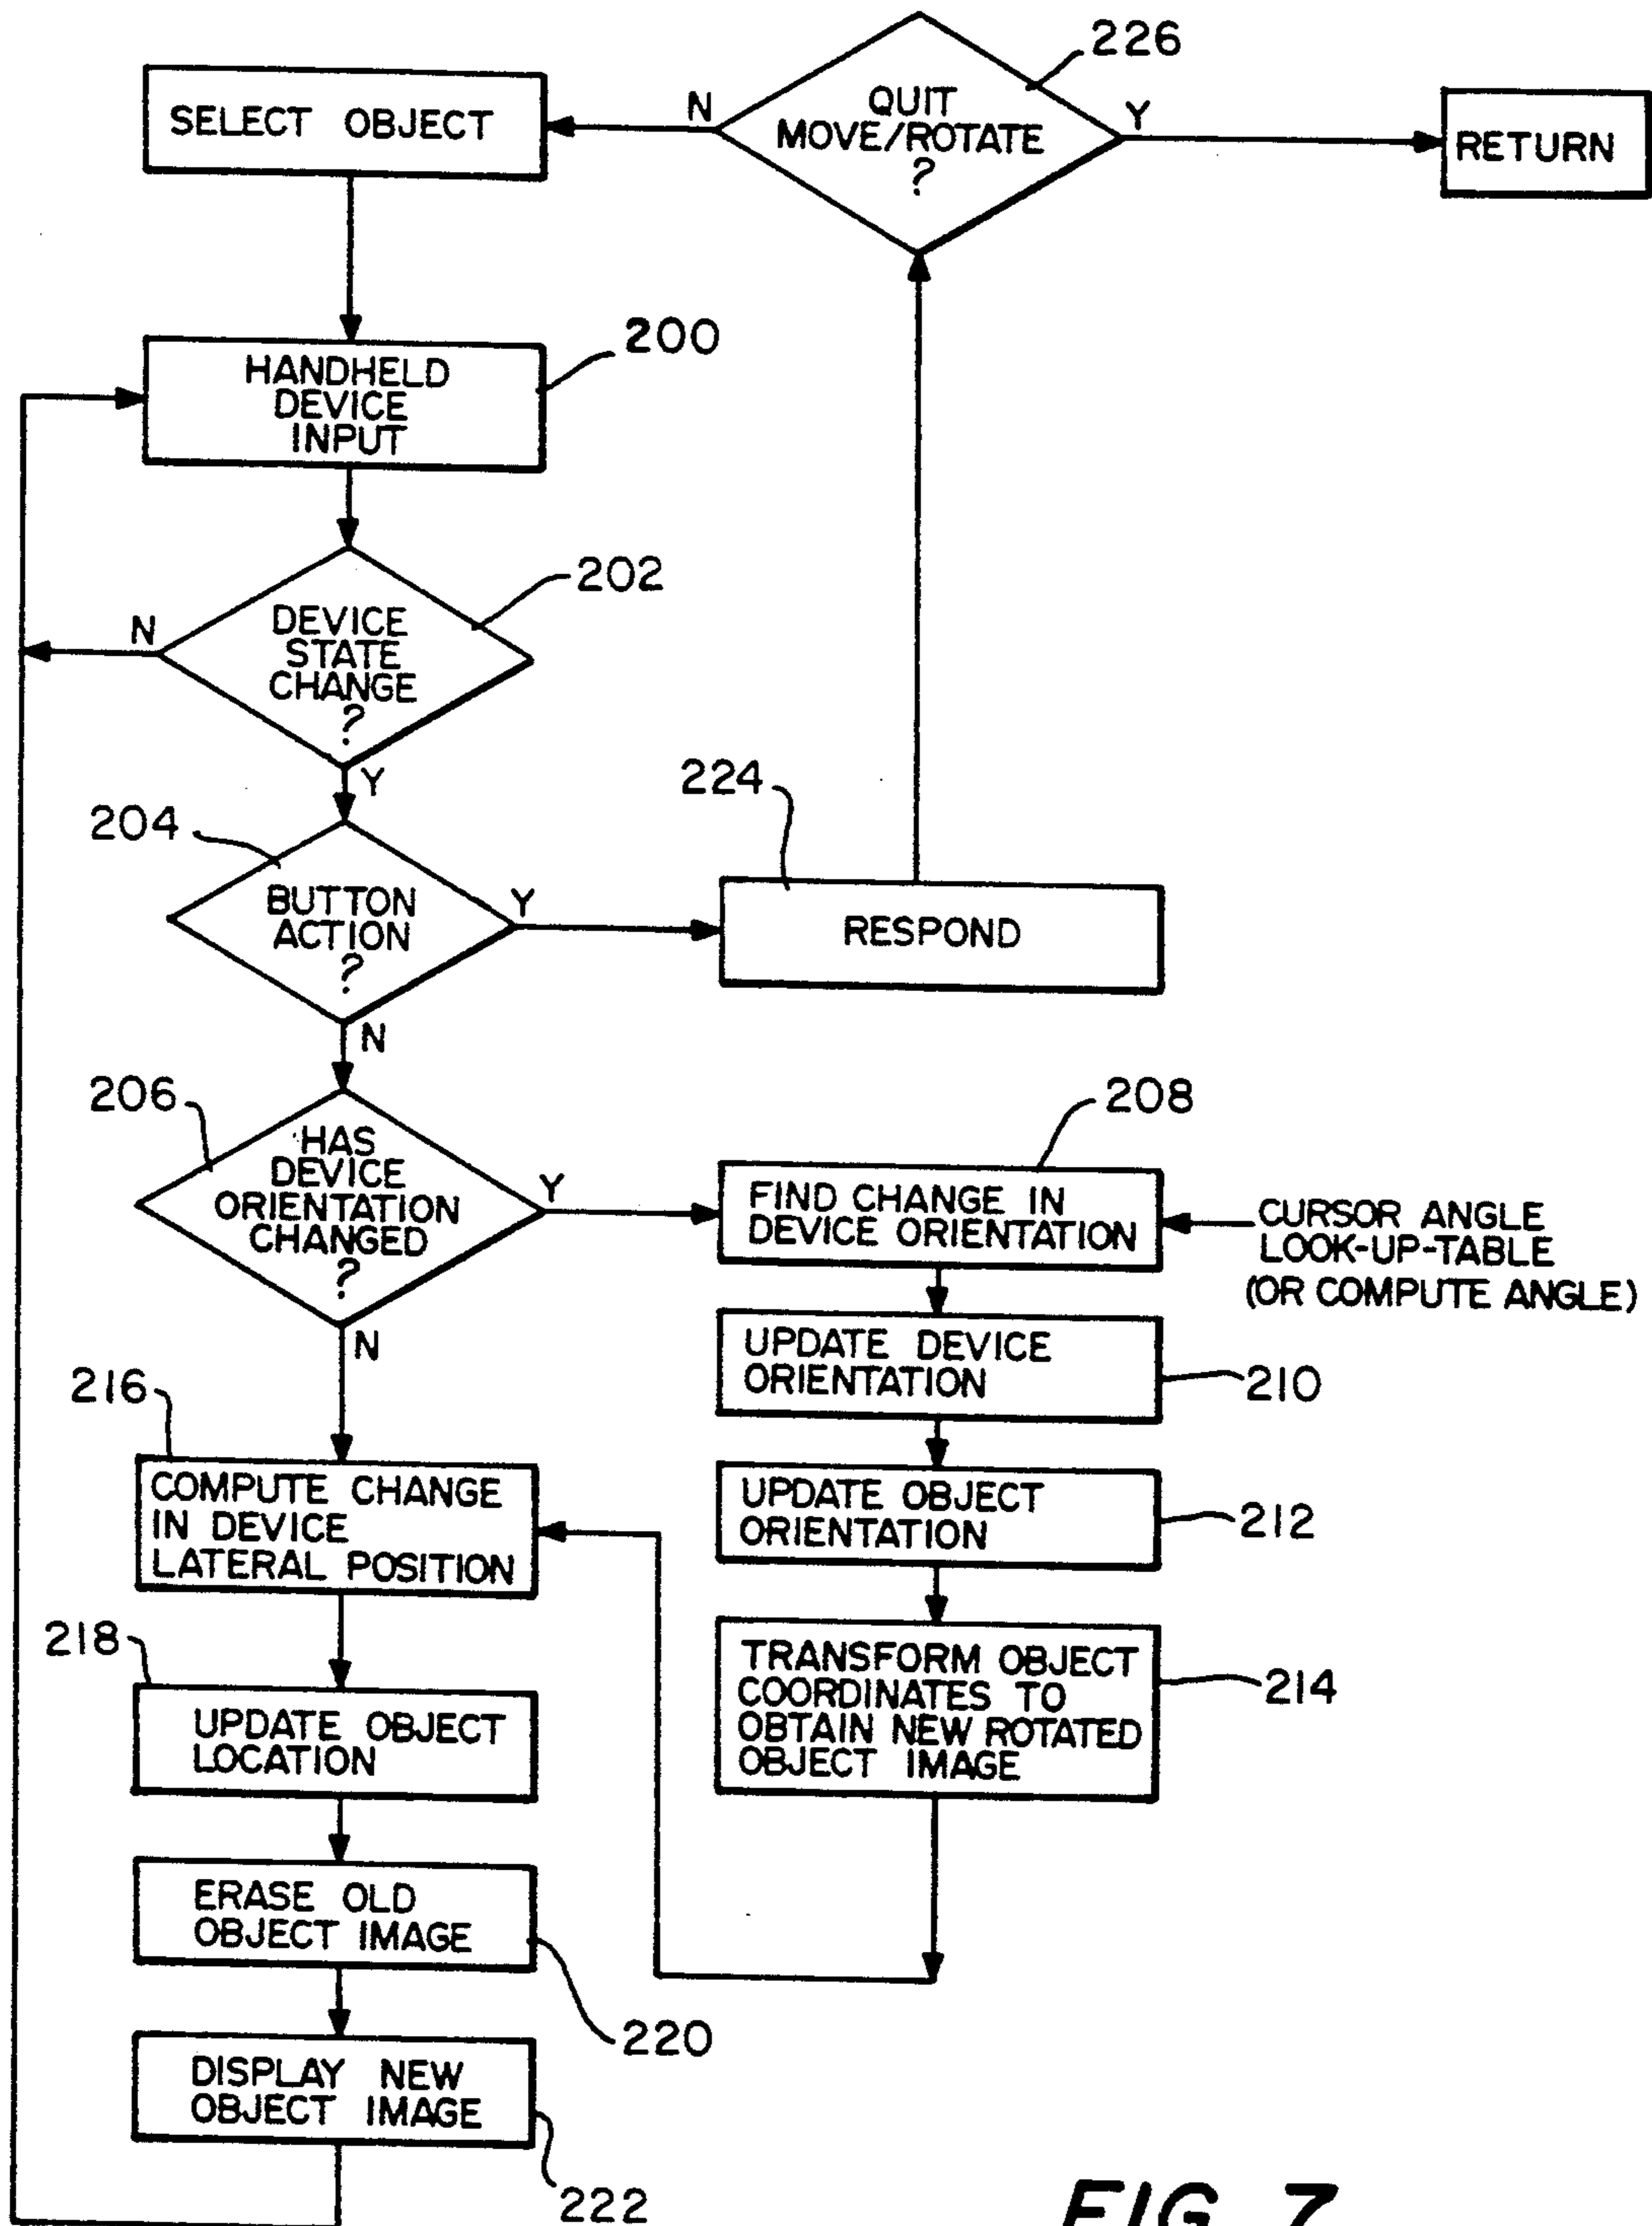 226
QUIT
MOVE/ROTATE
?
N
Y
SELECT OBJECT
RETURN
200
HANDHELD
DEVICE
INPUT
202
DEVICE
STATE
CHANGE
?
N
Y
204
BUTTON
ACTION
?
Y
N
224
RESPOND
206
HAS
DEVICE
ORIENTATION
CHANGED
?
Y
N
208
FIND CHANGE IN
DEVICE ORIENTATION
CURSOR ANGLE
LOOK-UP-TABLE
(OR COMPUTE ANGLE)
UPDATE DEVICE
ORIENTATION
210
UPDATE OBJECT
ORIENTATION
212
TRANSFORM OBJECT
COORDINATES TO
OBTAIN NEW ROTATED
OBJECT IMAGE
214
216
COMPUTE CHANGE
IN DEVICE
LATERAL POSITION
218
UPDATE OBJECT
LOCATION
ERASE OLD
OBJECT IMAGE
220
DISPLAY NEW
OBJECT IMAGE
222
FIG. 7